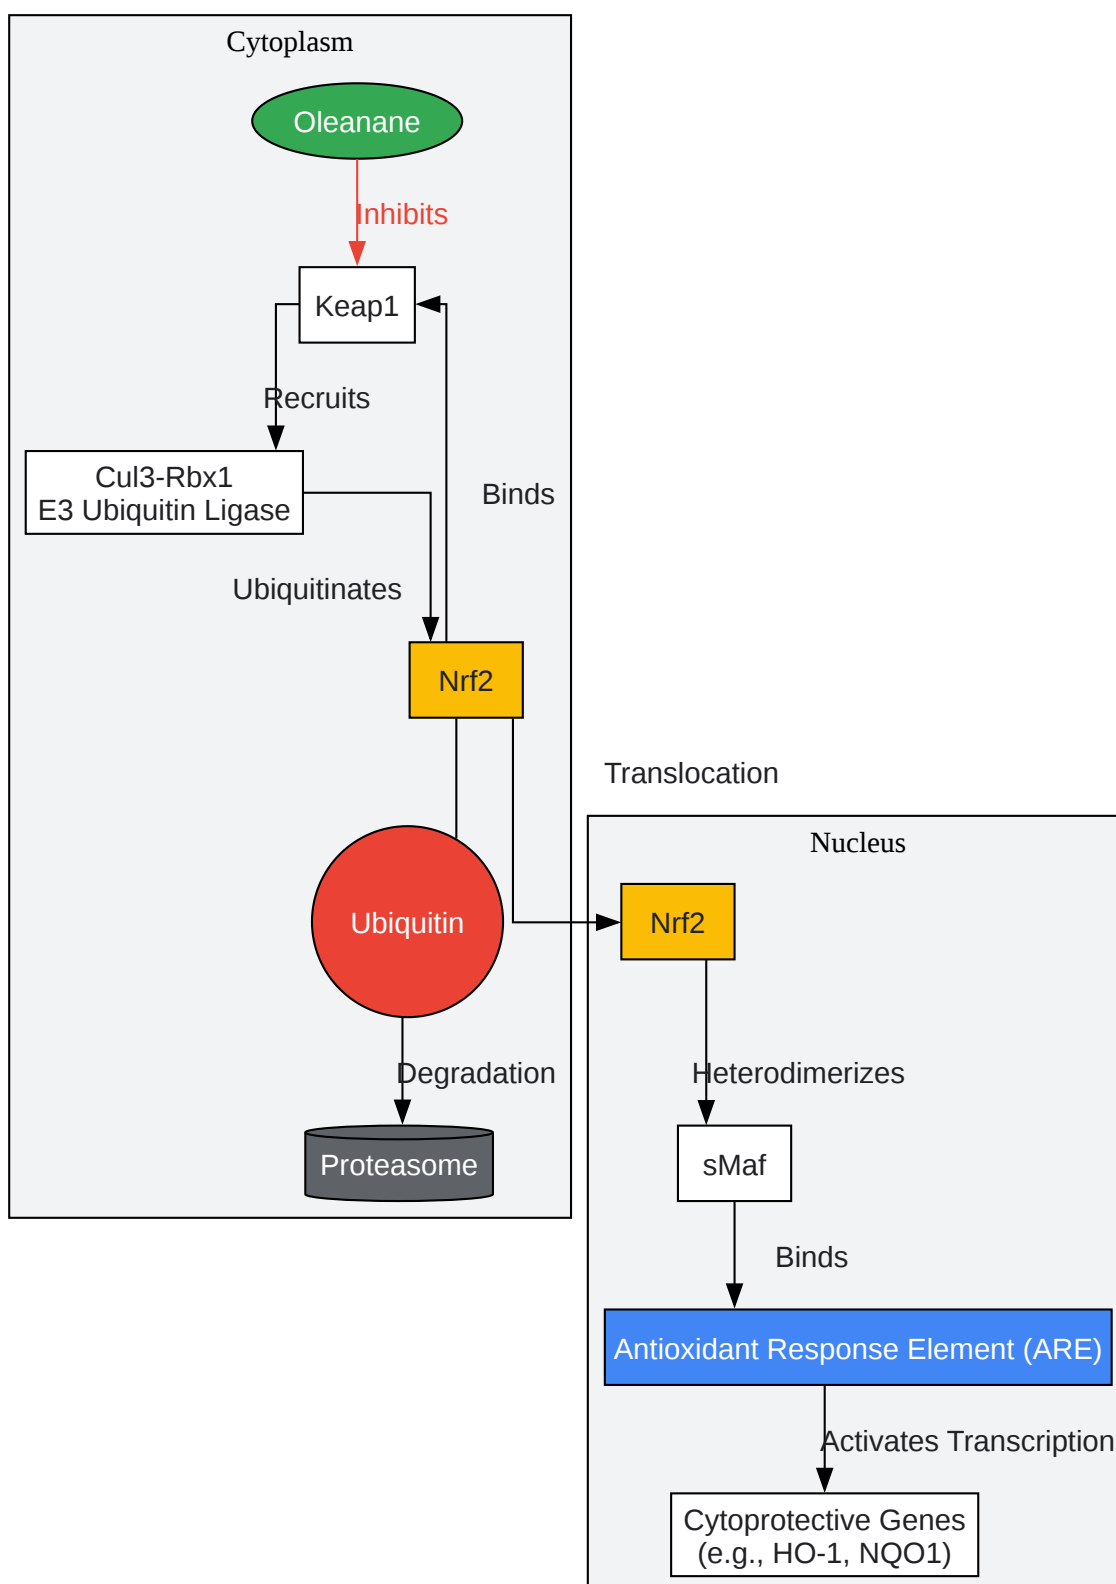 Cytoplasm
Oleanane
Inhibits
Keap1
Recruits
Cul3-Rbx1
E3 Ubiquitin Ligase
Binds
Ubiquitinates
Nrf2
Translocation
Ubiquitin
Degradation
Proteasome
Nucleus
Nrf2
Heterodimerizes
sMaf
Binds
Antioxidant Response Element (ARE)
Activates Transcription
Cytoprotective Genes
(e.g., HO-1, NQO1)